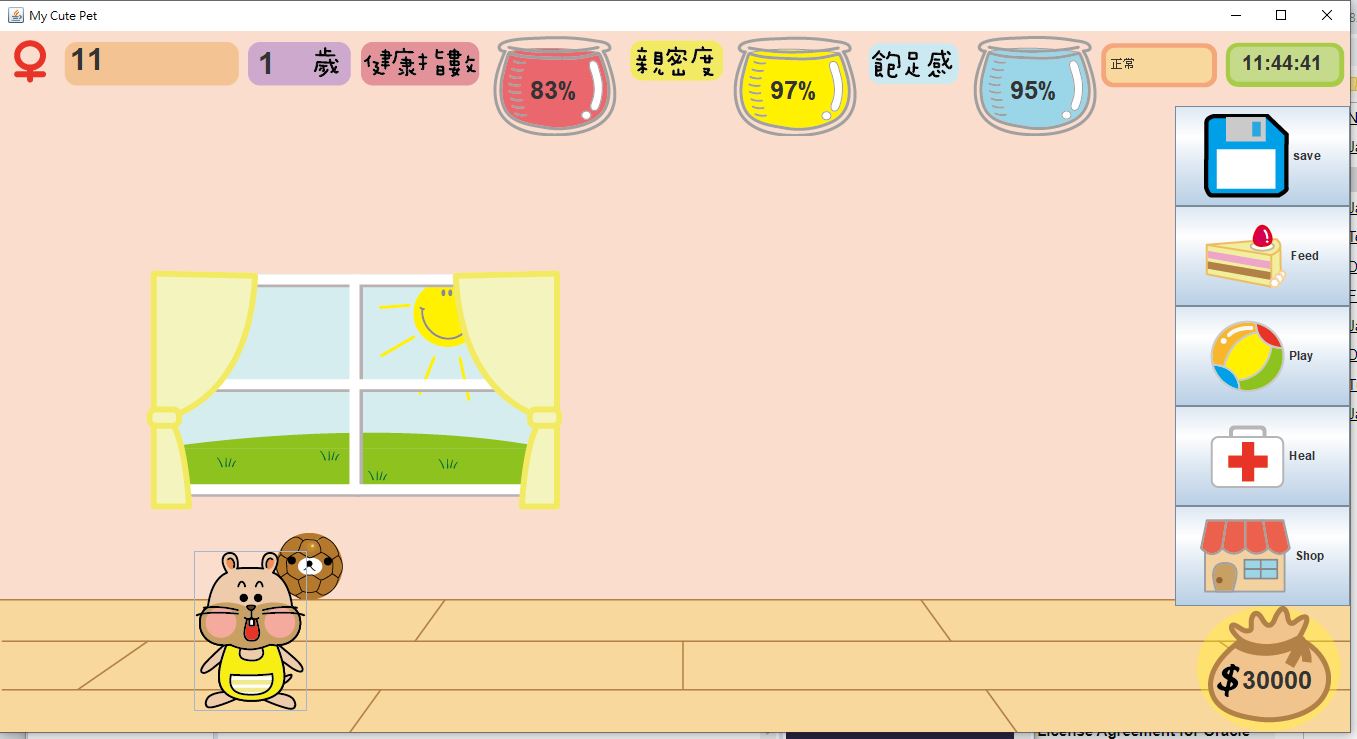 My Cute Pet
11
1 歲
健康指數
83%
親密度
97%
飽足感
95%
正常
11:44:41
save
Feed
Play
Heal
Shop
$30000